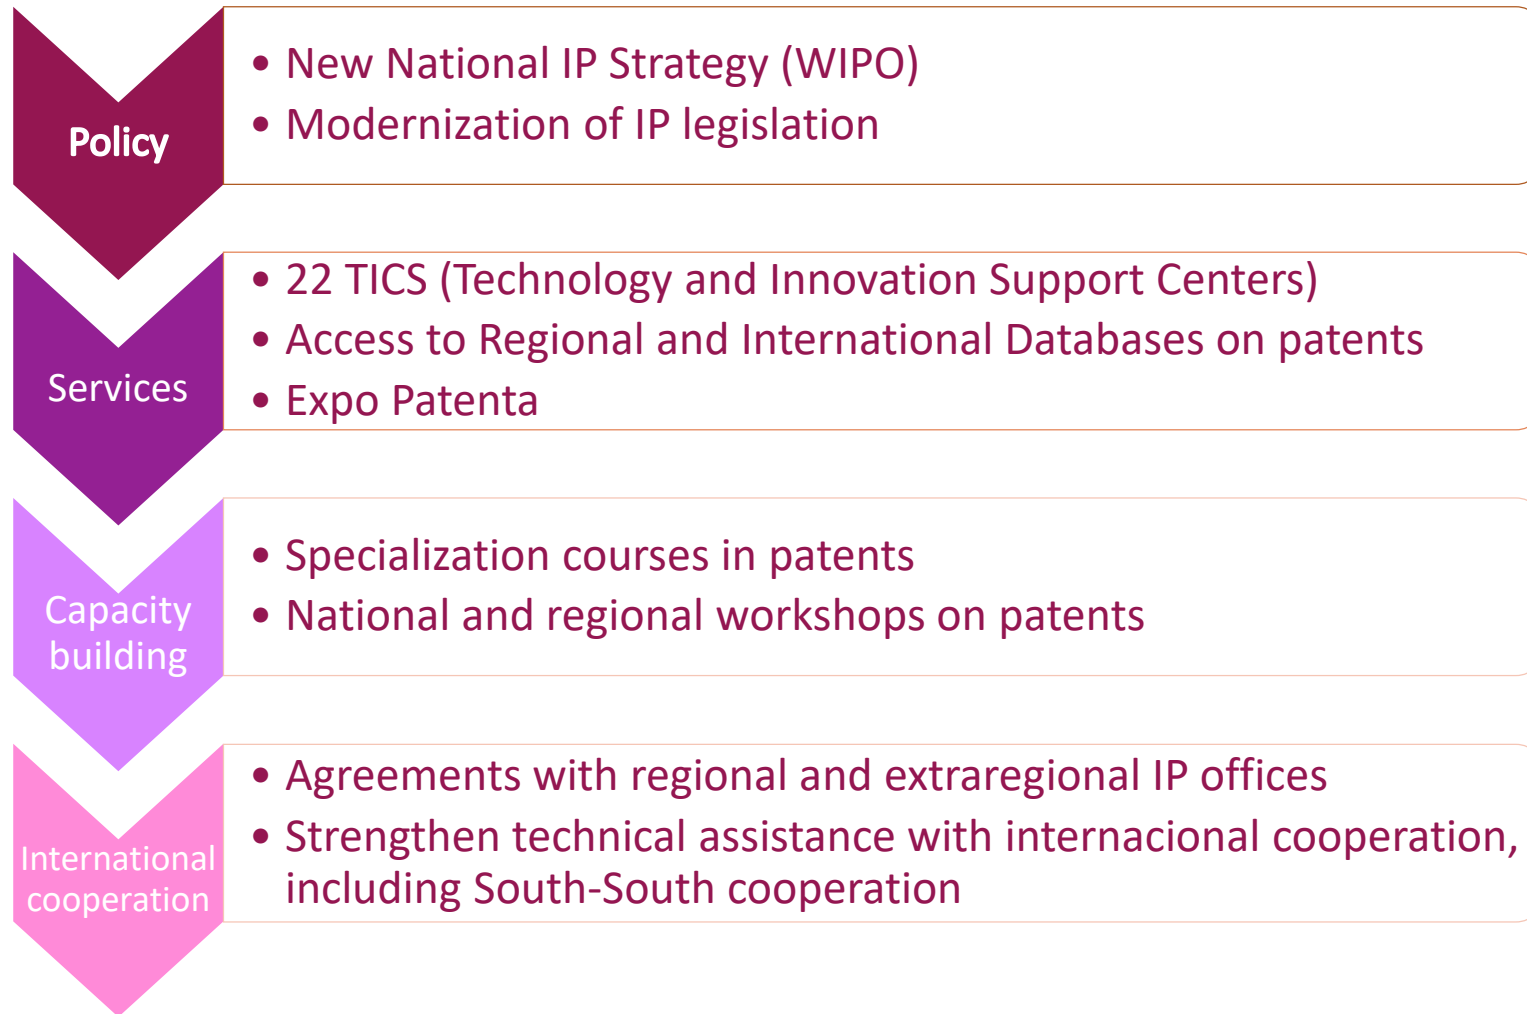 Policy
• New National IP Strategy (WIPO)
• Modernization of IP legislation
Services
• 22 TICS (Technology and Innovation Support Centers)
• Access to Regional and International Databases on patents
• Expo Patenta
Capacity
building
• Specialization courses in patents
• National and regional workshops on patents
International
cooperation
• Agreements with regional and extraregional IP offices
• Strengthen technical assistance with internacional cooperation,
including South-South cooperation